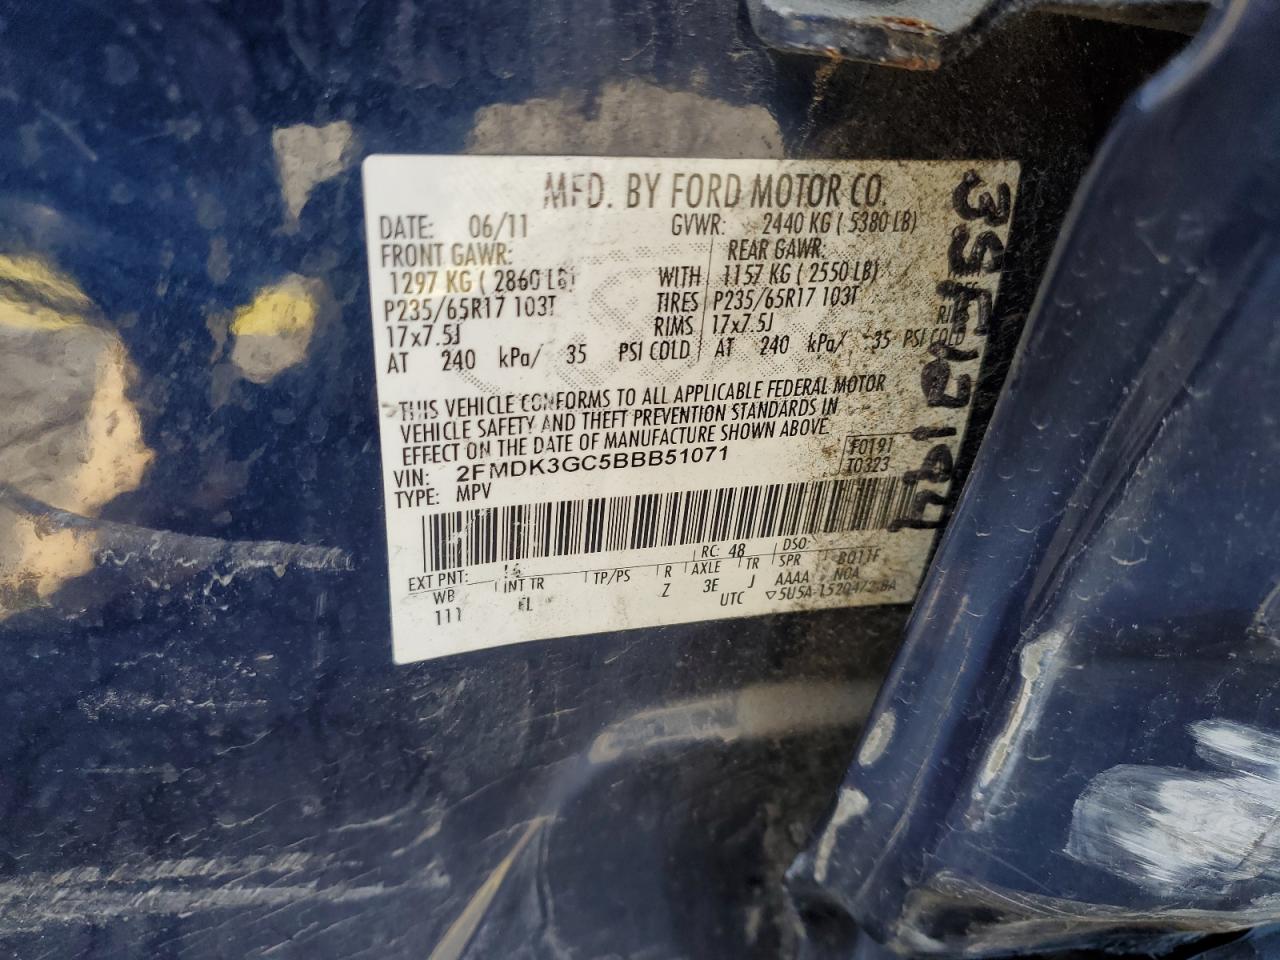 MFD. BY FORD MOTOR CO.
DATE: 06/11 GVWR: 2440 KG ( 5380 LB)
FRONT GAWR: REAR GAWR:
1297 KG ( 2860 LB) WITH 1157 KG ( 2550 LB)
P235/65R17 103T TIRES P235/65R17 103T
17x7.5J RIMS 17x7.5J
AT 240 kPa/ 35 PSI COLD AT 240 kPa/ 35 PSI COLD
THIS VEHICLE CONFORMS TO ALL APPLICABLE FEDERAL MOTOR
VEHICLE SAFETY AND THEFT PREVENTION STANDARDS IN
EFFECT ON THE DATE OF MANUFACTURE SHOWN ABOVE.
VIN: 2FMDK3GC5BBB51071 F0191
TYPE: MPV T0323
EXT PNT: RC: 48 DSO:
WB INT TR TP/PS R AXLE TR SPR
111 Z 3E J AAAA
UTC